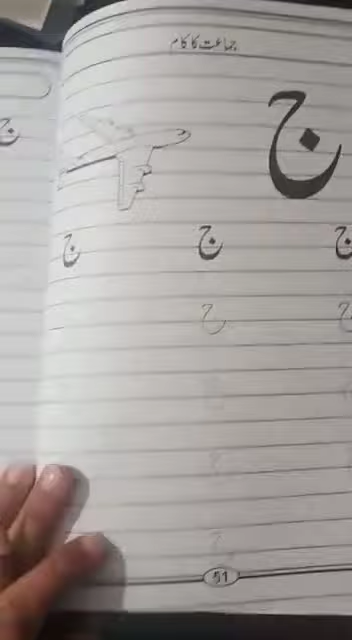 جماعت کا کام
ج
ج
ج ج ج
ح ح
51